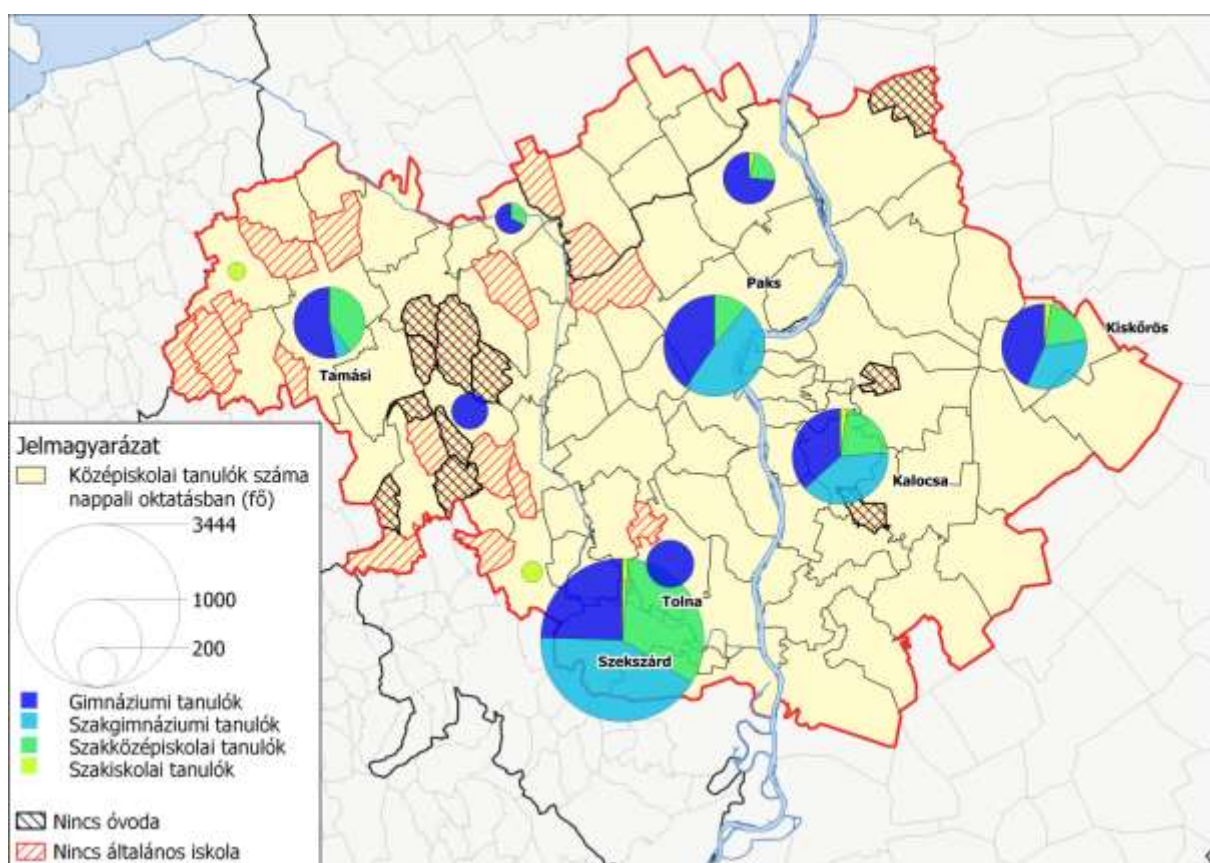 Paks
Kiskőrös
Tamási
Kalocsa
Tolna
Szekszárd
Jelmagyarázat
Középiskolai tanulók száma
nappali oktatásban (fő)
3444
1000
200
Gimnáziumi tanulók
Szakgimnáziumi tanulók
Szakközépiskolai tanulók
Szakiskolai tanulók
Nincs óvoda
Nincs általános iskola